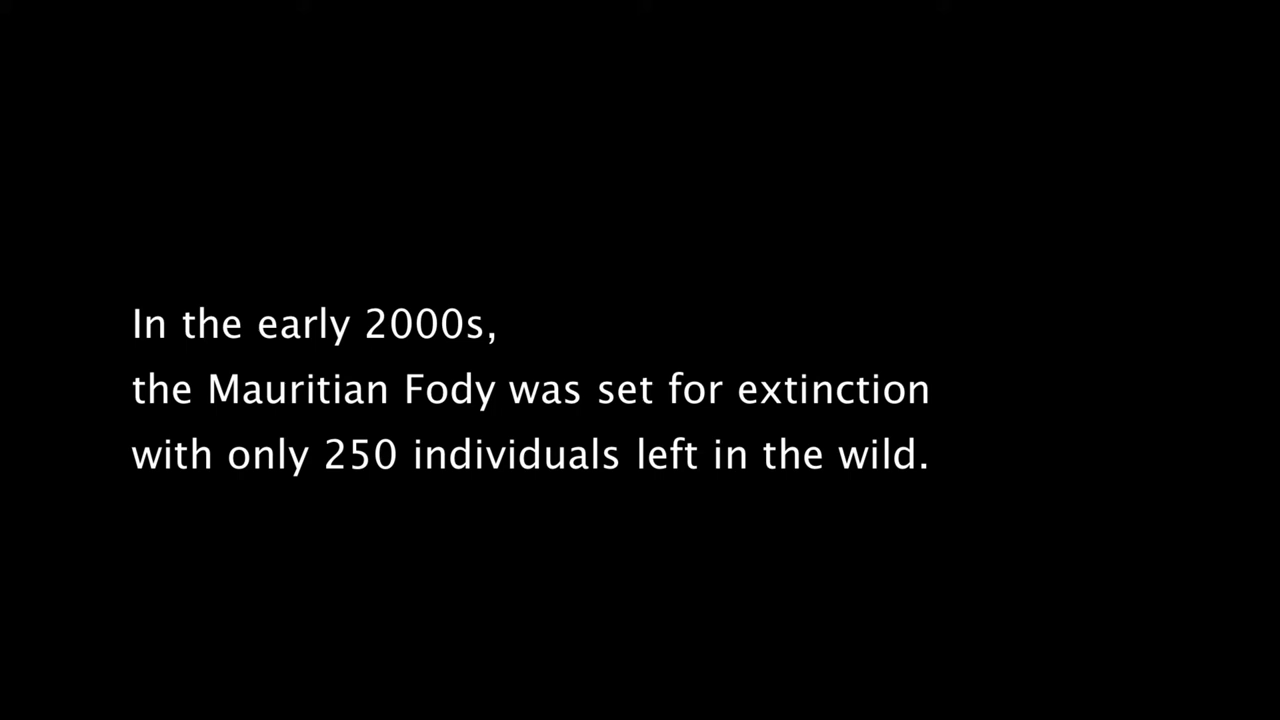 In the early 2000s,
the Mauritian Fody was set for extinction
with only 250 individuals left in the wild.